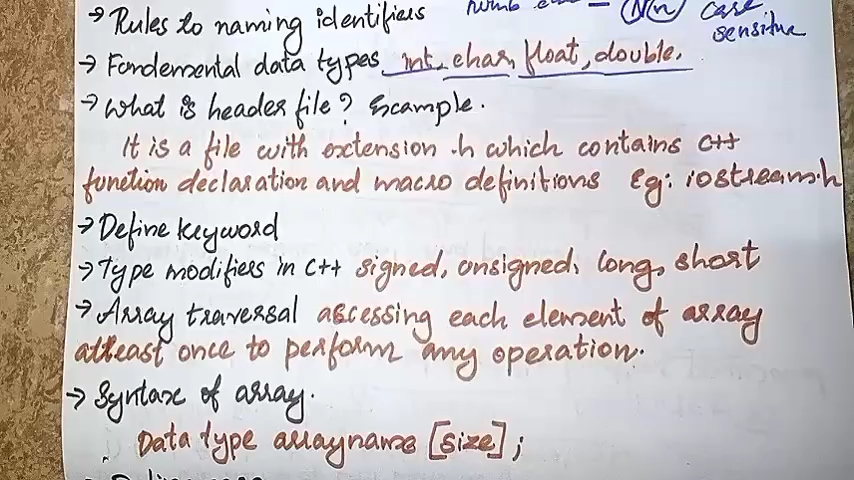 → Rules to naming identifiers
(Nn) case
sensitive
→ Fundemental data types int, char, float, double.
→ What is header file? Example.
It is a file with extension .h which contains C++
function declaration and macro definitions Eg: iostream.h
→ Define keyword
→ Type modifiers in C++ signed, unsigned, long, short
→ Array traversal accessing each element of array
atleast once to perform any operation.
→ Syntax of array.
Data type arrayname [size];